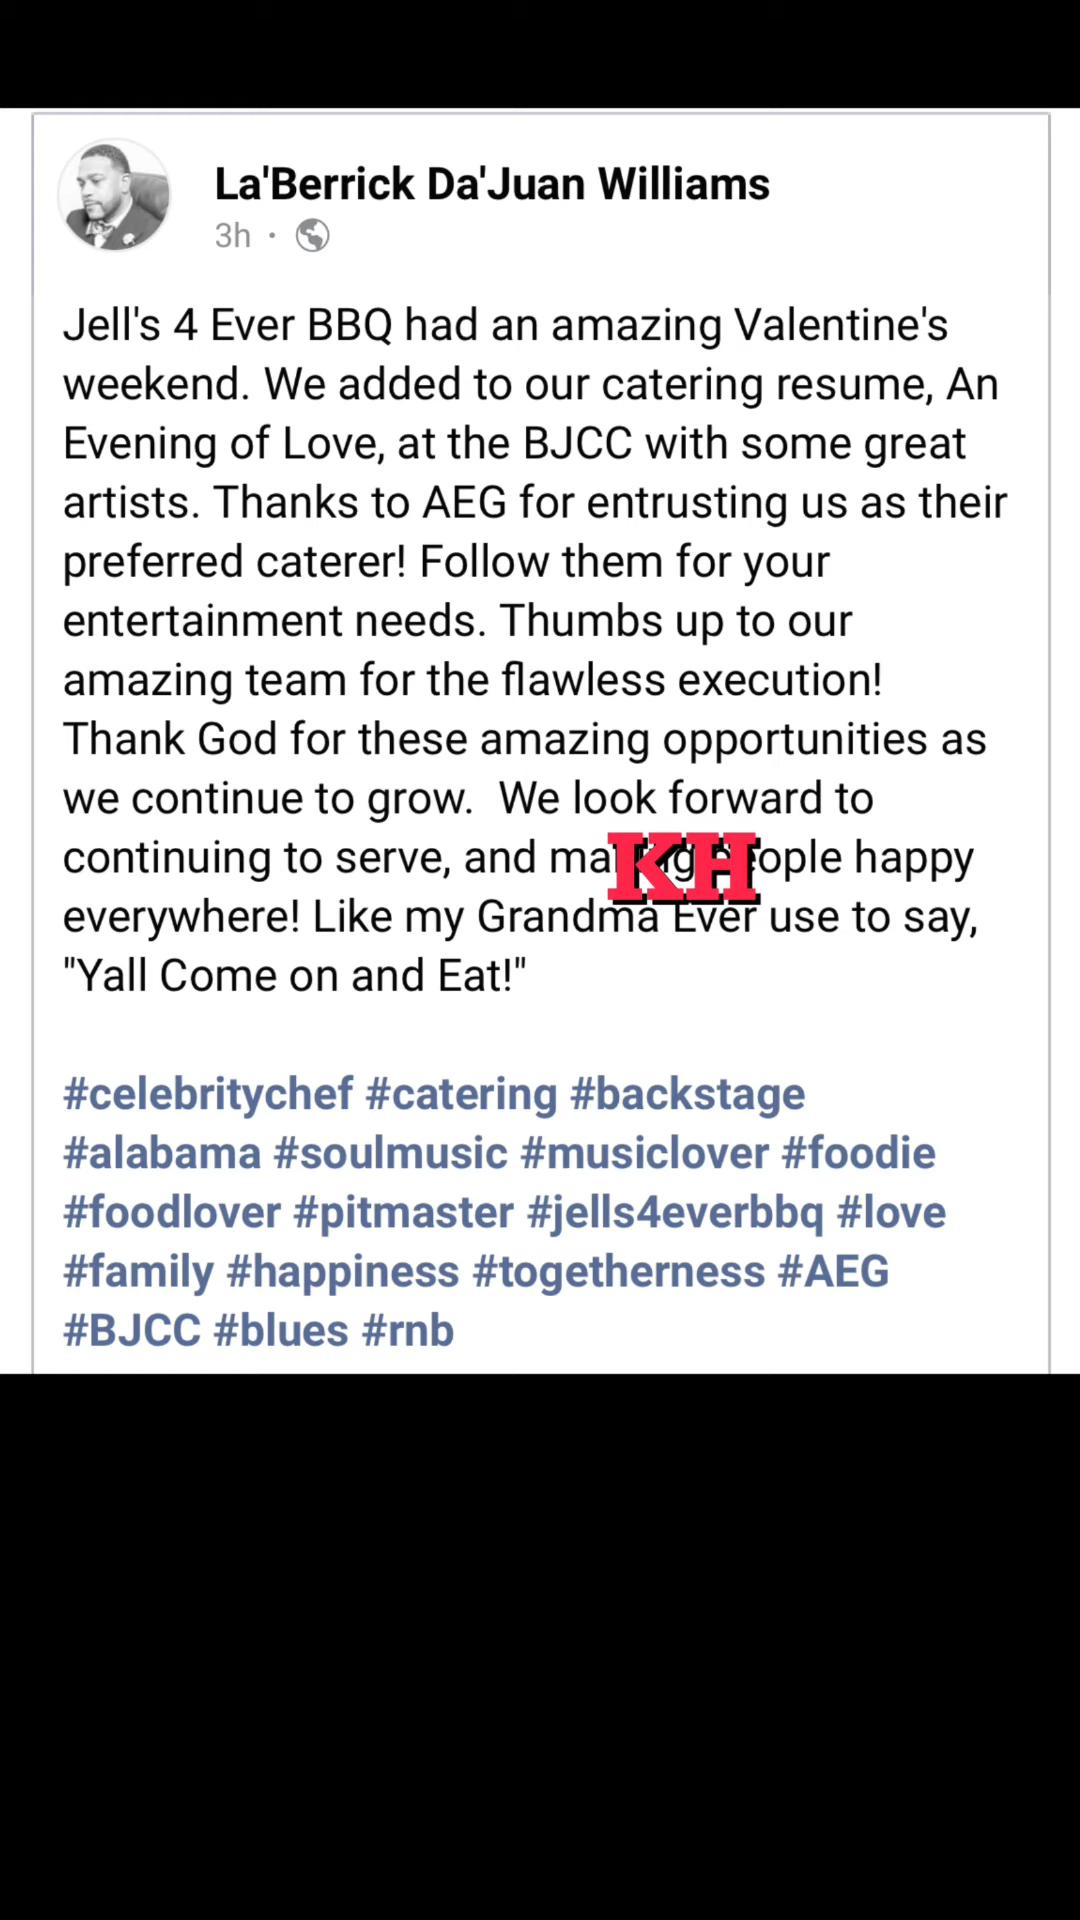 La'Berrick Da'Juan Williams
3h ·
Jell's 4 Ever BBQ had an amazing Valentine's
weekend. We added to our catering resume, An
Evening of Love, at the BJCC with some great
artists. Thanks to AEG for entrusting us as their
preferred caterer! Follow them for your
entertainment needs. Thumbs up to our
amazing team for the flawless execution!
Thank God for these amazing opportunities as
we continue to grow.  We look forward to
continuing to serve, and making people happy
KH
everywhere! Like my Grandma Ever use to say,
"Yall Come on and Eat!"
#celebritychef #catering #backstage
#alabama #soulmusic #musiclover #foodie
#foodlover #pitmaster #jells4everbbq #love
#family #happiness #togetherness #AEG
#BJCC #blues #rnb